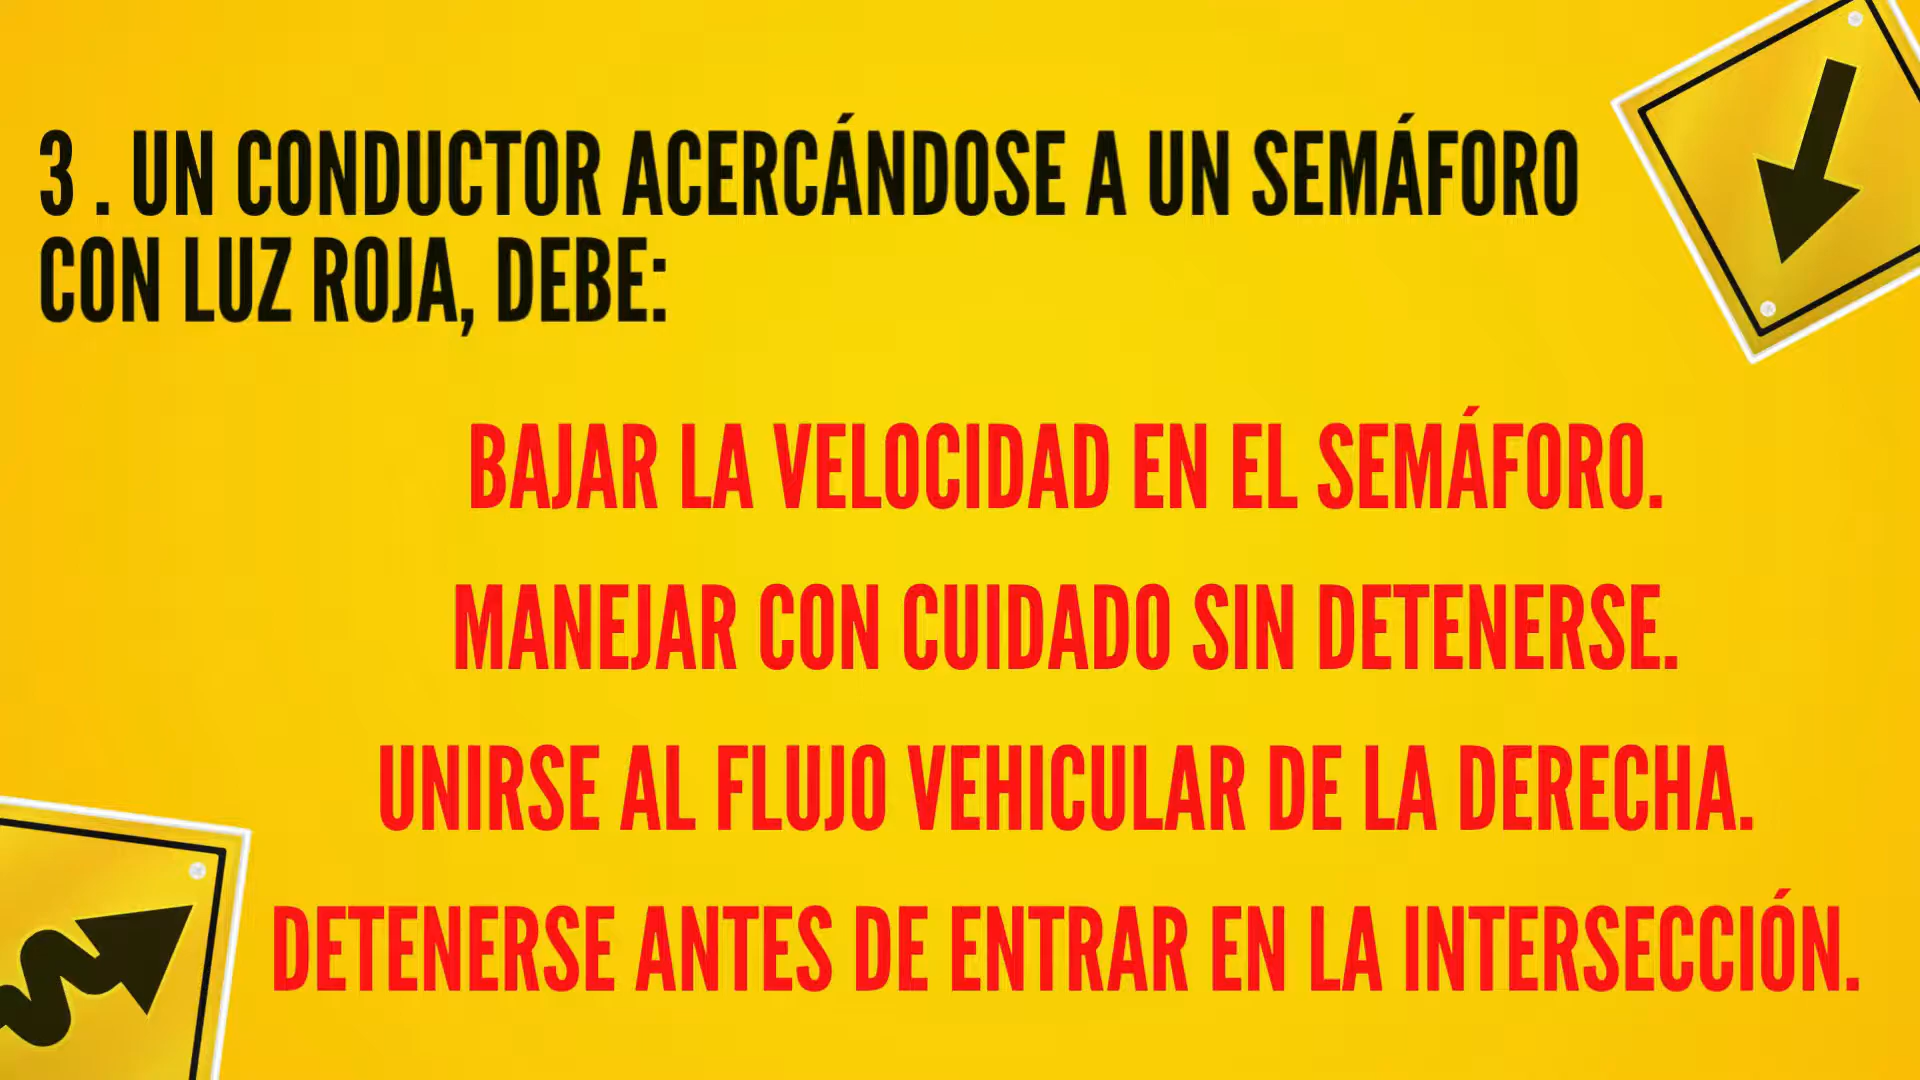 3 . UN CONDUCTOR ACERCÁNDOSE A UN SEMÁFORO
CON LUZ ROJA, DEBE:
BAJAR LA VELOCIDAD EN EL SEMÁFORO.
MANEJAR CON CUIDADO SIN DETENERSE.
UNIRSE AL FLUJO VEHICULAR DE LA DERECHA.
DETENERSE ANTES DE ENTRAR EN LA INTERSECCIÓN.